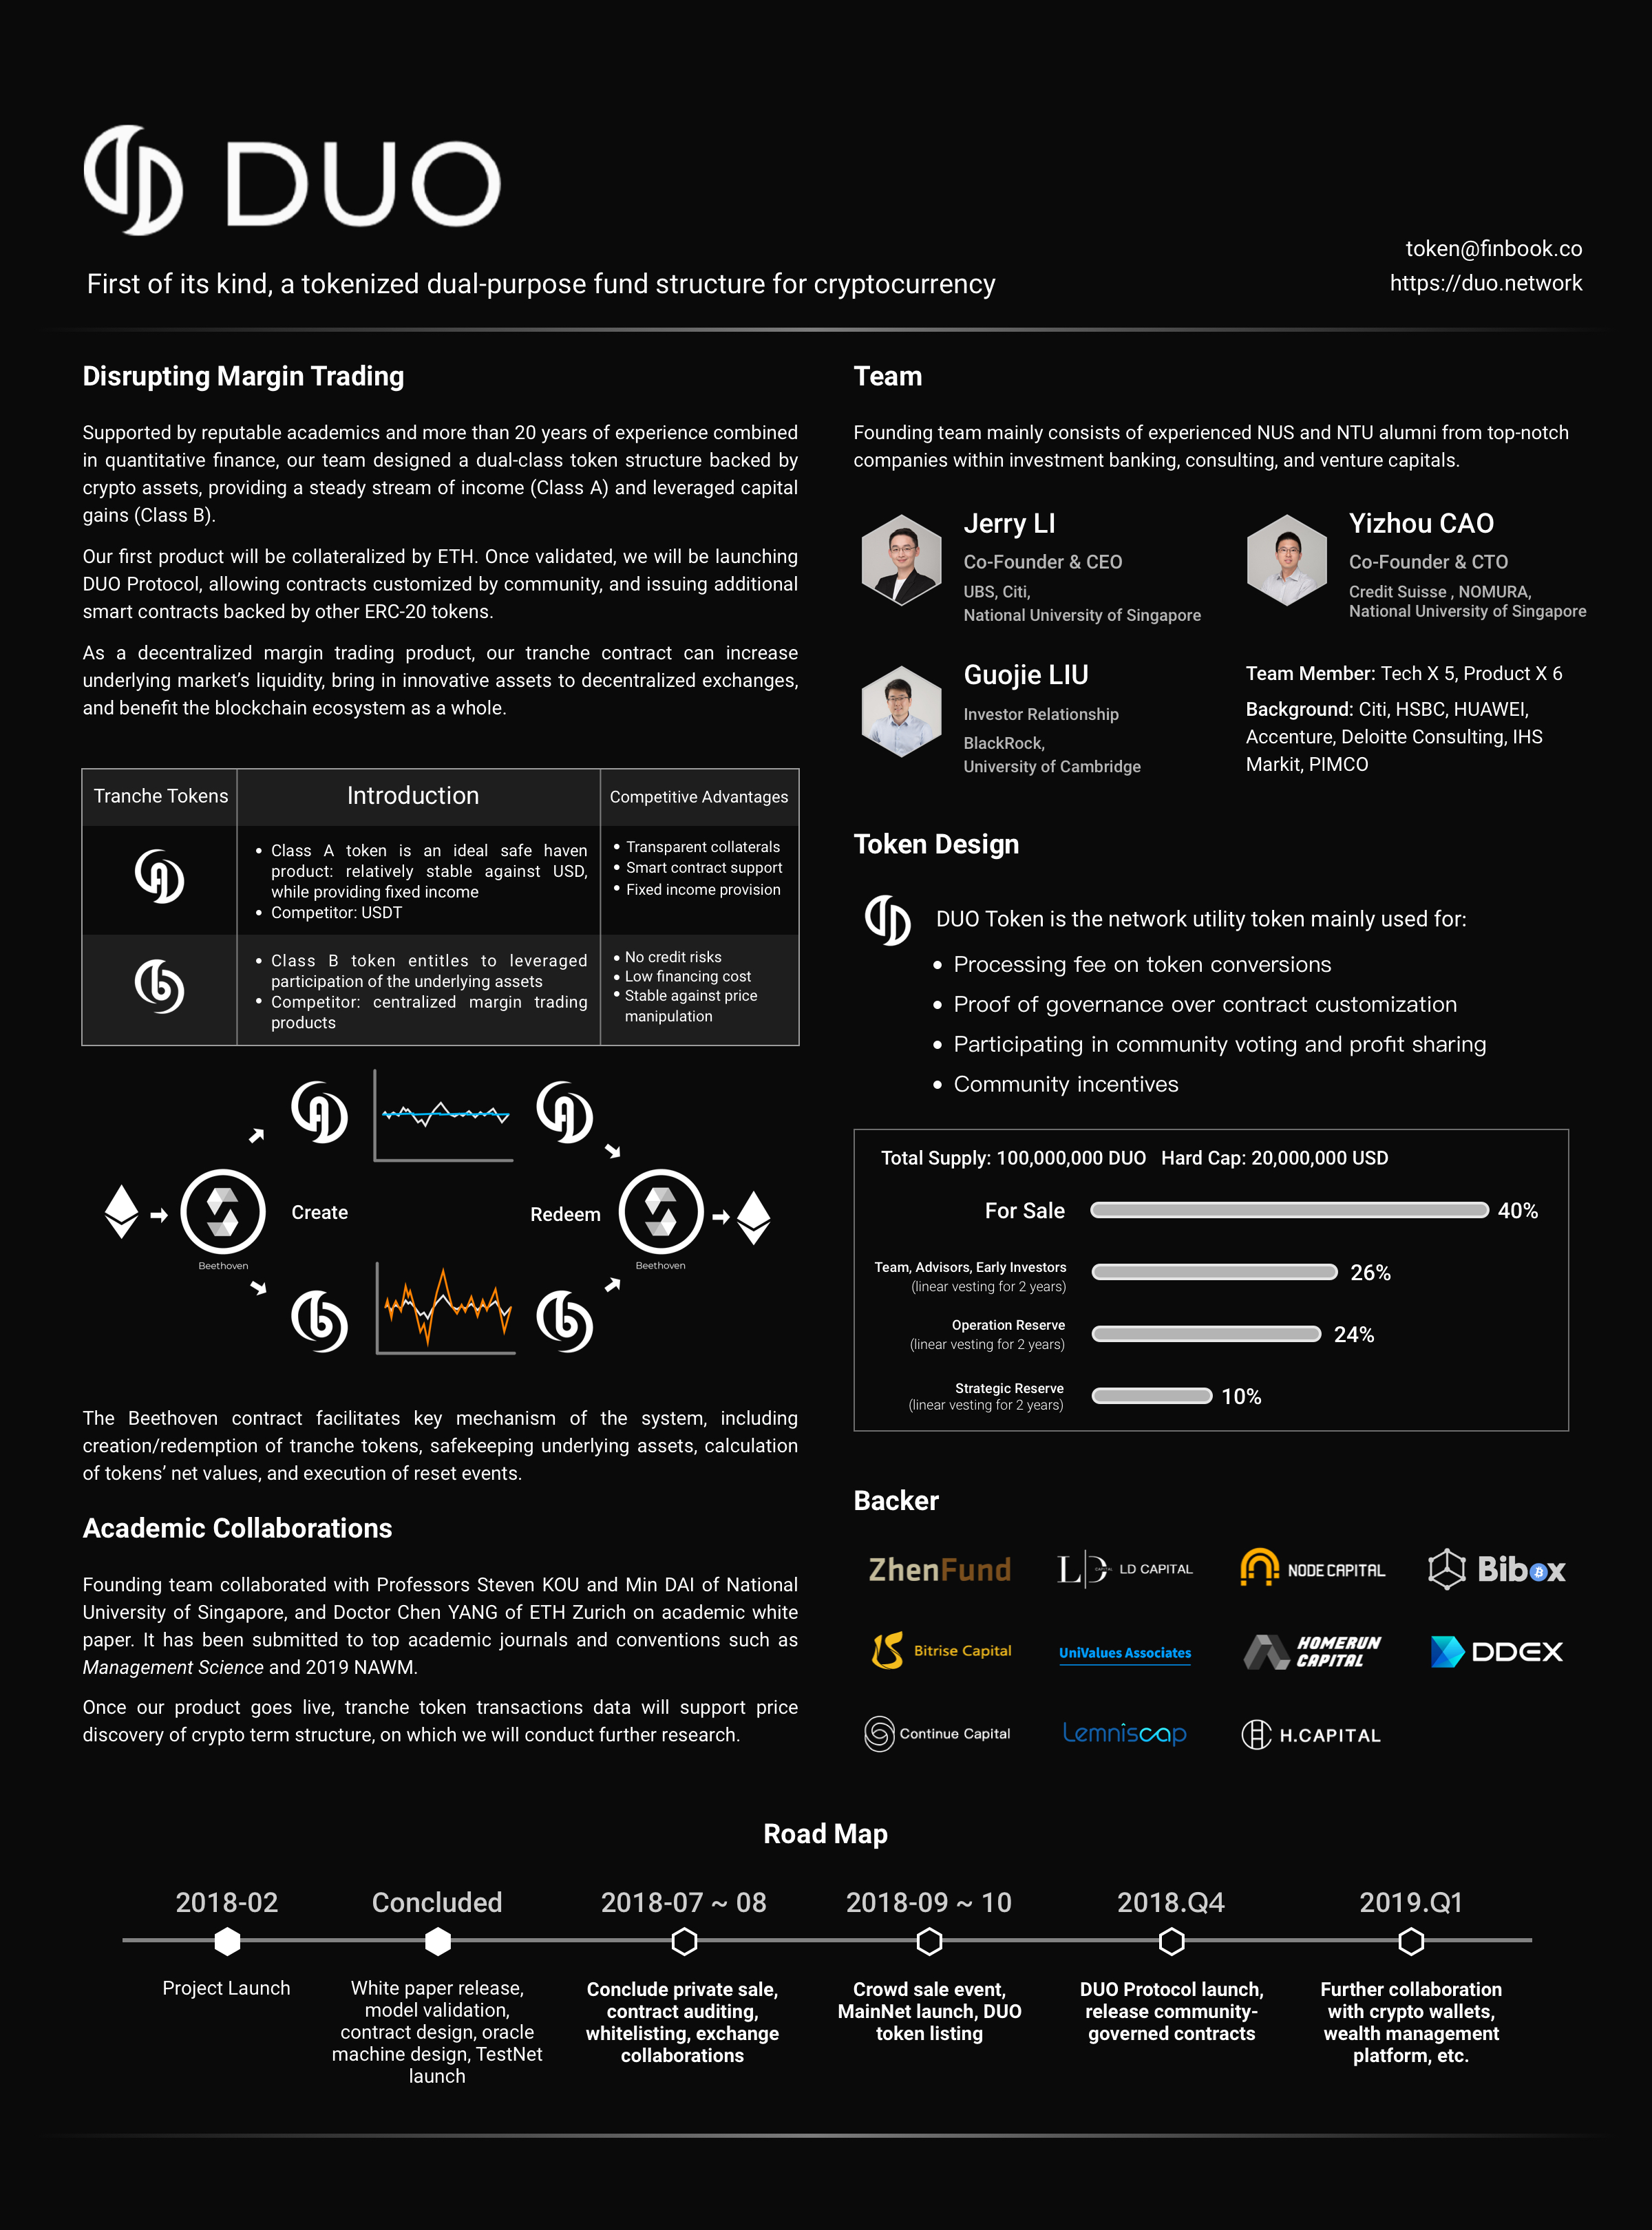 DUO
First of its kind, a tokenized dual-purpose fund structure for cryptocurrency
token@finbook.co
https://duo.network
Disrupting Margin Trading
Supported by reputable academics and more than 20 years of experience combined
in quantitative finance, our team designed a dual-class token structure backed by
crypto assets, providing a steady stream of income (Class A) and leveraged capital
gains (Class B).
Our first product will be collateralized by ETH. Once validated, we will be launching
DUO Protocol, allowing contracts customized by community, and issuing additional
smart contracts backed by other ERC-20 tokens.
As a decentralized margin trading product, our tranche contract can increase
underlying market’s liquidity, bring in innovative assets to decentralized exchanges,
and benefit the blockchain ecosystem as a whole.
Tranche Tokens
Introduction
Competitive Advantages
• Class A token is an ideal safe haven
product: relatively stable against USD,
while providing fixed income
• Competitor: USDT
• Transparent collaterals
• Smart contract support
• Fixed income provision
• Class B token entitles to leveraged
participation of the underlying assets
• Competitor: centralized margin trading
products
• No credit risks
• Low financing cost
• Stable against price
manipulation
Create
Redeem
Beethoven
Beethoven
The Beethoven contract facilitates key mechanism of the system, including
creation/redemption of tranche tokens, safekeeping underlying assets, calculation
of tokens’ net values, and execution of reset events.
Academic Collaborations
Founding team collaborated with Professors Steven KOU and Min DAI of National
University of Singapore, and Doctor Chen YANG of ETH Zurich on academic white
paper. It has been submitted to top academic journals and conventions such as
Management Science and 2019 NAWM.
Once our product goes live, tranche token transactions data will support price
discovery of crypto term structure, on which we will conduct further research.
Team
Founding team mainly consists of experienced NUS and NTU alumni from top-notch
companies within investment banking, consulting, and venture capitals.
Jerry LI
Co-Founder & CEO
UBS, Citi,
National University of Singapore
Yizhou CAO
Co-Founder & CTO
Credit Suisse , NOMURA,
National University of Singapore
Guojie LIU
Investor Relationship
BlackRock,
University of Cambridge
Team Member: Tech X 5, Product X 6
Background: Citi, HSBC, HUAWEI,
Accenture, Deloitte Consulting, IHS
Markit, PIMCO
Token Design
DUO Token is the network utility token mainly used for:
• Processing fee on token conversions
• Proof of governance over contract customization
• Participating in community voting and profit sharing
• Community incentives
Total Supply: 100,000,000 DUO Hard Cap: 20,000,000 USD
For Sale 40%
Team, Advisors, Early Investors
(linear vesting for 2 years)
26%
Operation Reserve
(linear vesting for 2 years)
24%
Strategic Reserve
(linear vesting for 2 years)
10%
Backer
ZhenFund
LD CAPITAL
NODE CAPITAL
Bibox
Bitrise Capital
UniValues Associates
HOMERUN
CAPITAL
DDEX
Continue Capital
Lemniscap
H.CAPITAL
Road Map
2018-02
Project Launch
Concluded
White paper release,
model validation,
contract design, oracle
machine design, TestNet
launch
2018-07 ~ 08
Conclude private sale,
contract auditing,
whitelisting, exchange
collaborations
2018-09 ~ 10
Crowd sale event,
MainNet launch, DUO
token listing
2018.Q4
DUO Protocol launch,
release community-
governed contracts
2019.Q1
Further collaboration
with crypto wallets,
wealth management
platform, etc.